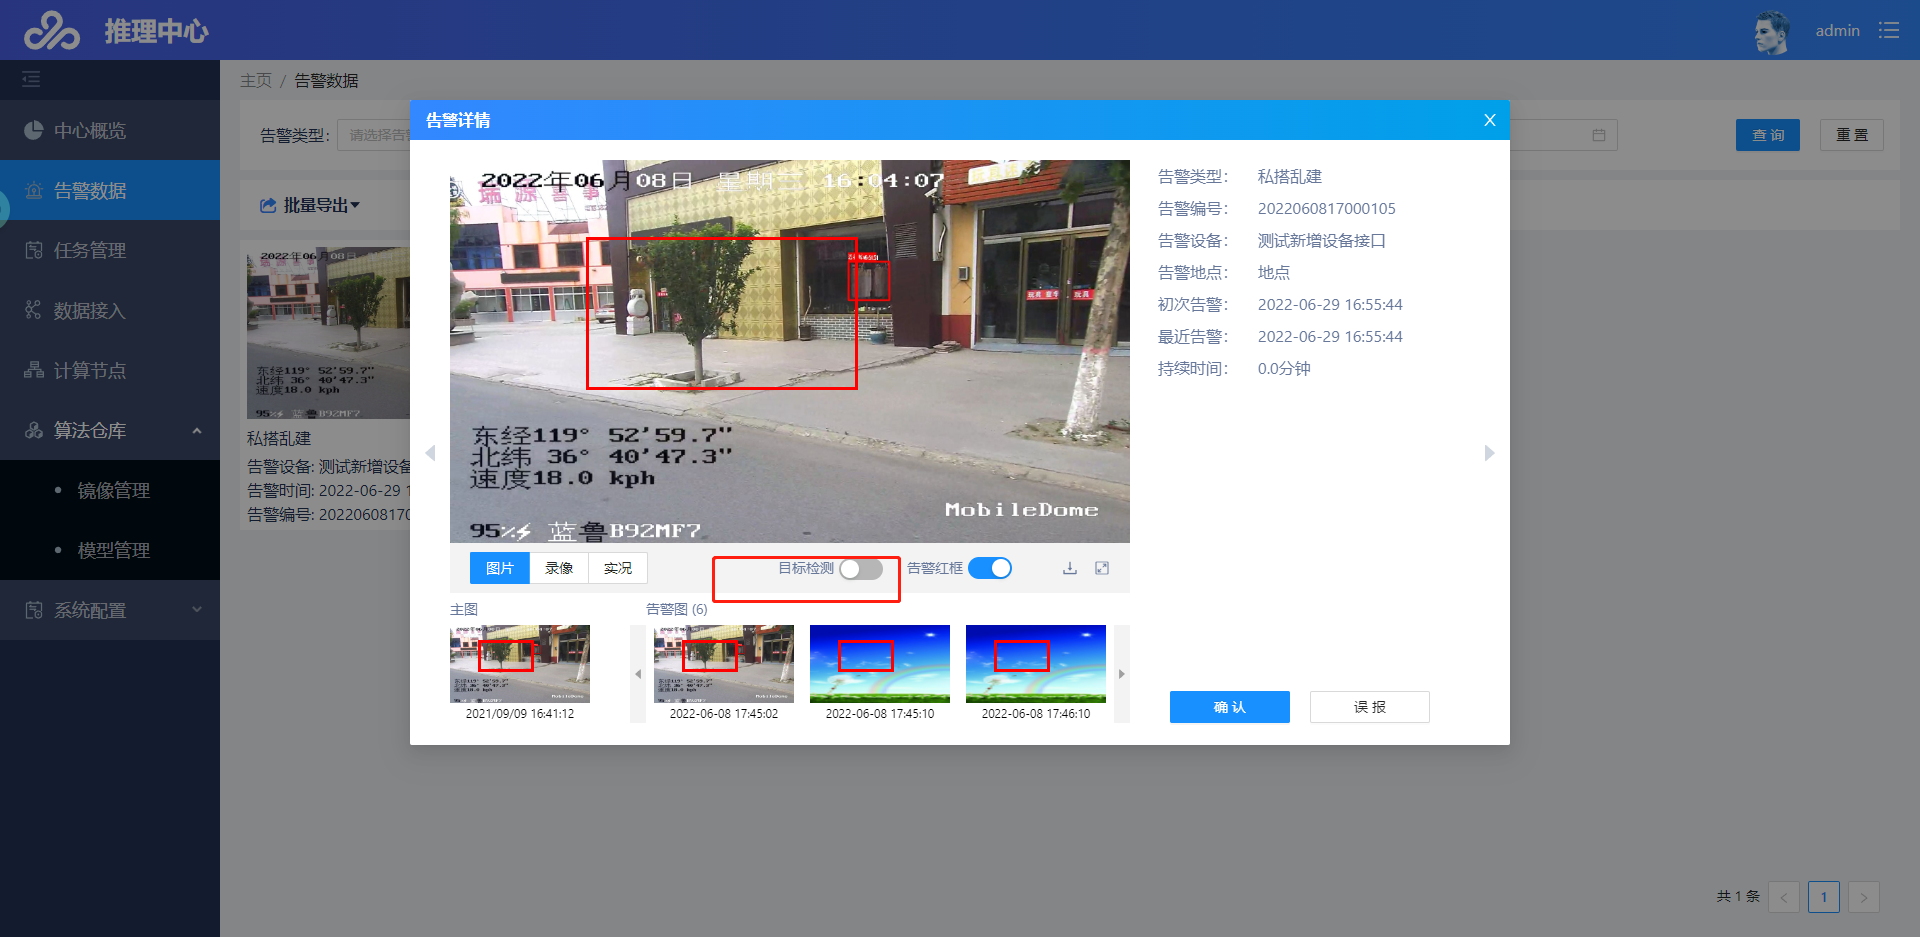 推理中心
admin
主页 / 告警数据
中心概览
告警数据
任务管理
数据接入
计算节点
算法仓库
镜像管理
模型管理
系统配置
告警类型:
请选择告
查 询
重 置
批量导出
私搭乱建
告警设备: 测试新增设备
告警时间: 2022-06-29 1
告警编号: 2022060817
告警详情
X
2022年06月08日 星期三 16:04:07
东经119° 52'59.7"
北纬 36° 40'47.3"
速度18.0 kph
MobileDome
95% 蓝鲁B92MF7
图片
录像
实况
目标检测
告警红框
主图
告警图 (6)
2021/09/09 16:41:12
2022-06-08 17:45:02
2022-06-08 17:45:10
2022-06-08 17:46:10
告警类型: 私搭乱建
告警编号: 2022060817000105
告警设备: 测试新增设备接口
告警地点: 地点
初次告警: 2022-06-29 16:55:44
最近告警: 2022-06-29 16:55:44
持续时间: 0.0分钟
确 认
误 报
共 1 条
< 1 >